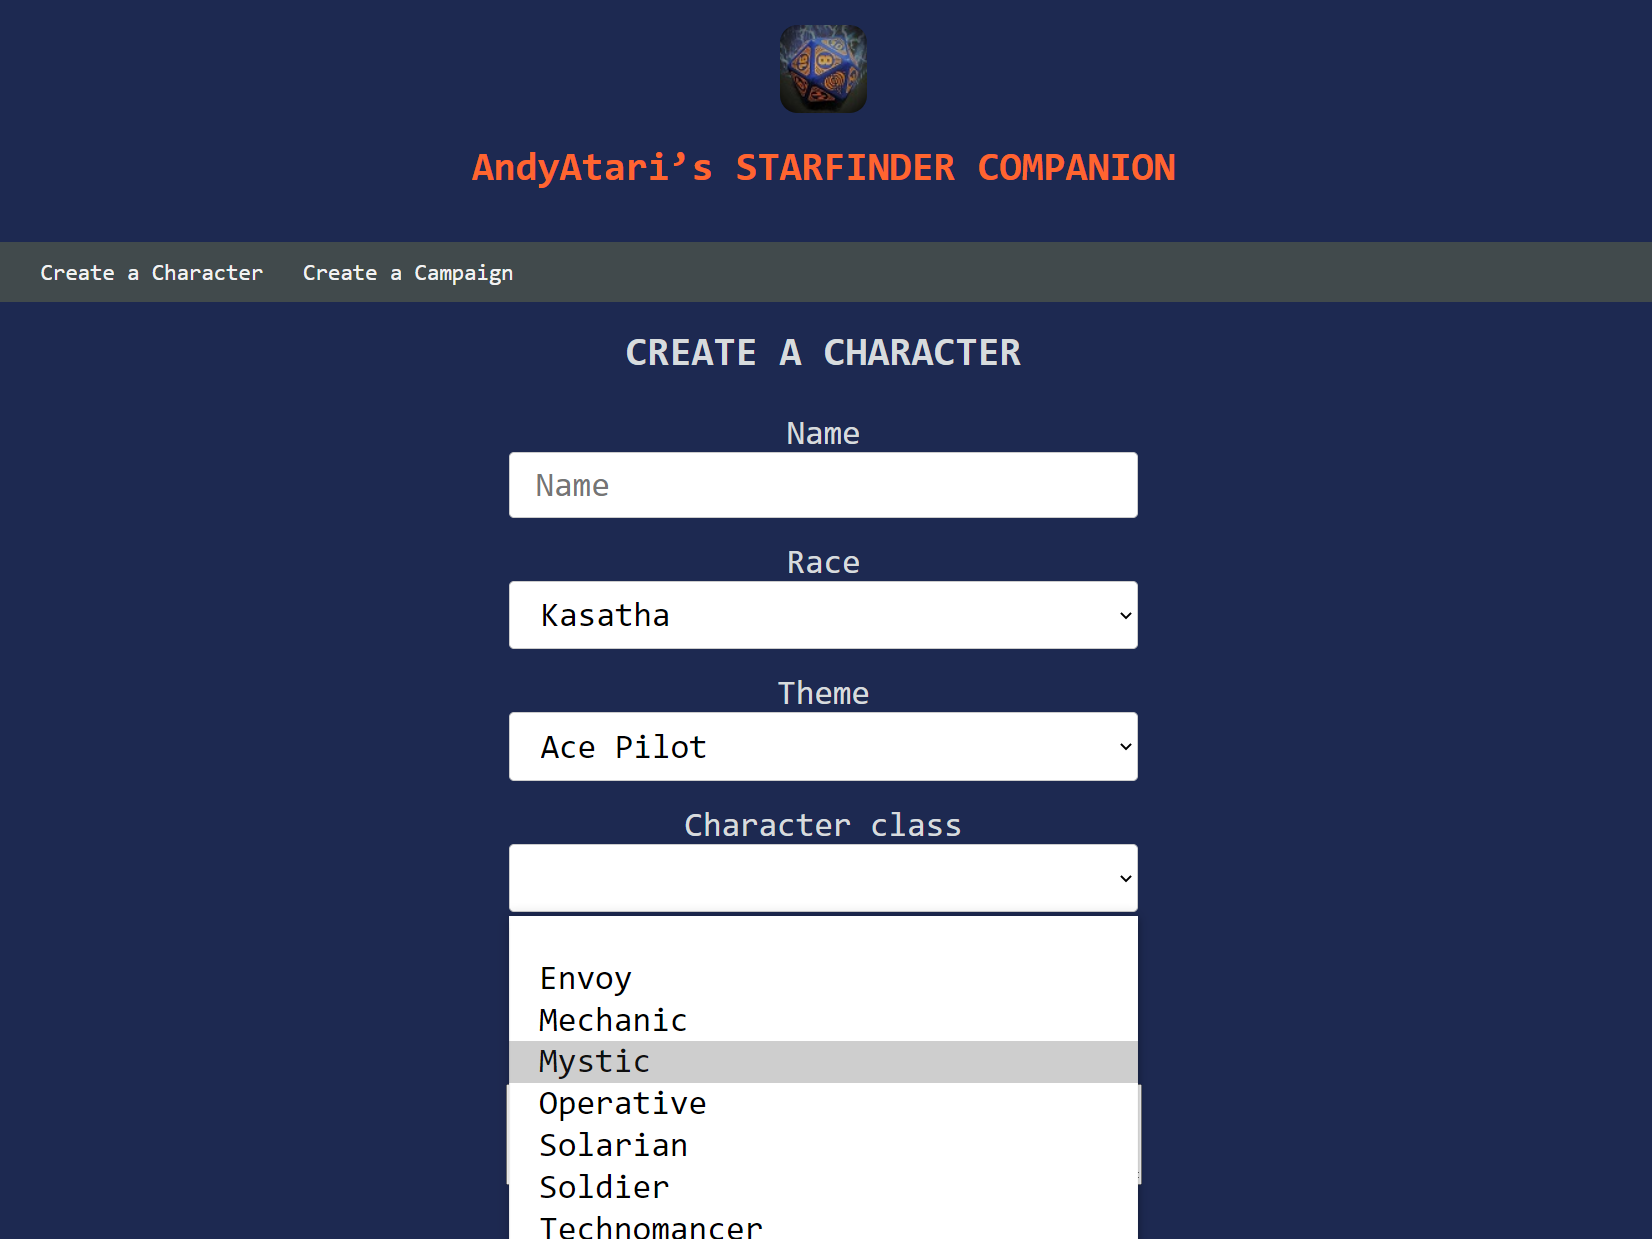 AndyAtari’s STARFINDER COMPANION
Create a Character Create a Campaign
CREATE A CHARACTER
Name
Name
Race
Kasatha
Theme
Ace Pilot
Character class
Envoy
Mechanic
Mystic
Operative
Solarian
Soldier
Technomancer